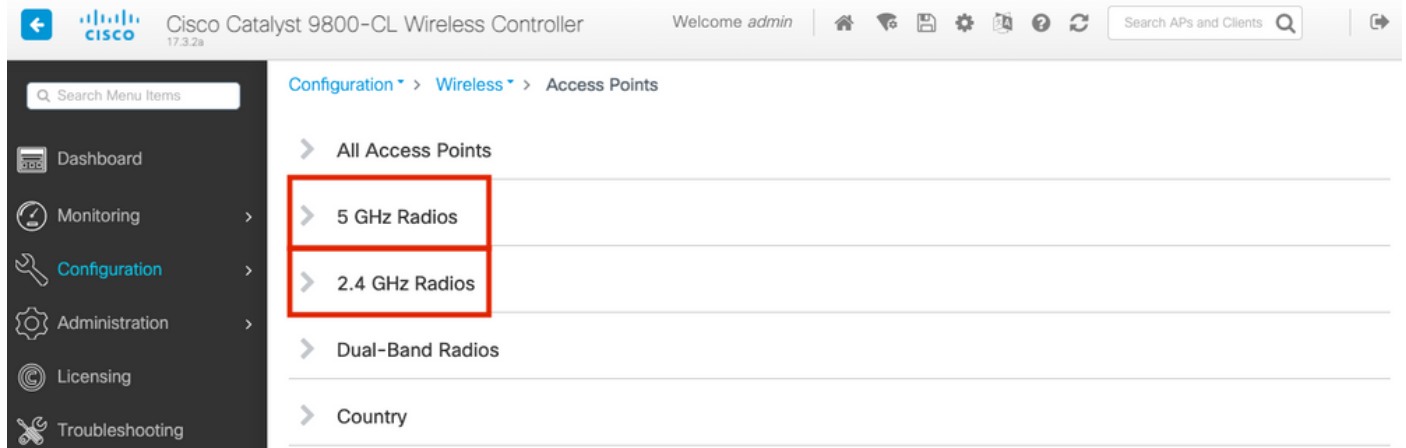 CISCO
Cisco Catalyst 9800-CL Wireless Controller
17.3.2a
Welcome admin
Search APs and Clients
Search Menu Items
Dashboard
Monitoring
Configuration
Administration
Licensing
Troubleshooting
Configuration > Wireless > Access Points
All Access Points
5 GHz Radios
2.4 GHz Radios
Dual-Band Radios
Country